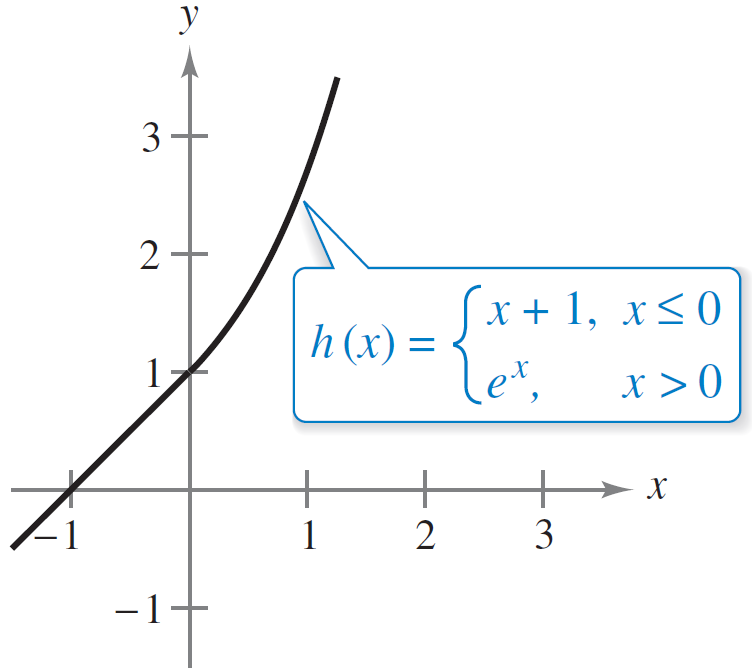 y
3
2
1
h(x) = { x + 1, x ≤ 0
e^x, x > 0
x
−1 1 2 3
−1